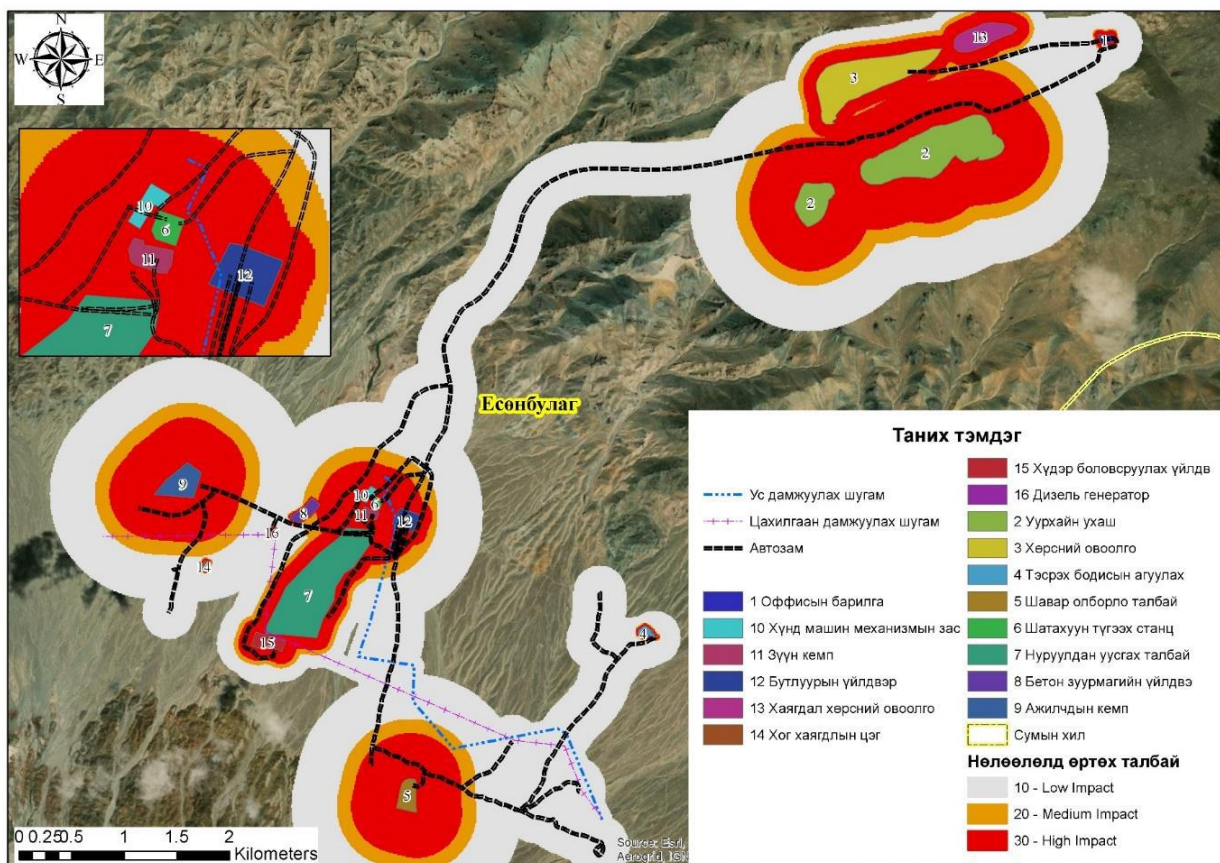 N
W E
S
13
1
3
2
2
10
6
11
12
7
Есөнбулаг
9
8
10
6
11
12
16
14
7
15
4
5
Таних тэмдэг
Ус дамжуулах шугам
Цахилгаан дамжуулах шугам
Автозам
1 Оффисын барилга
10 Хүнд машин механизмын зас
11 Зүүн кемп
12 Бутлуурын үйлдвэр
13 Хаягдал хөрсний овоолго
14 Хог хаягдлын цэг
15 Хүдэр боловсруулах үйлдв
16 Дизель генератор
2 Уурхайн ухаш
3 Хөрсний овоолго
4 Тэсрэх бодисын агуулах
5 Шавар олборло талбай
6 Шатахуун түгээх станц
7 Нуруулдан уусгах талбай
8 Бетон зуурмагийн үйлдвэ
9 Ажилчдын кемп
Сумын хил
Нөлөөлөлд өртөх талбай
10 - Low Impact
20 - Medium Impact
30 - High Impact
0 0.25 0.5 1 1.5 2
Kilometers
Source: Esri,
Aerogrid, IGN